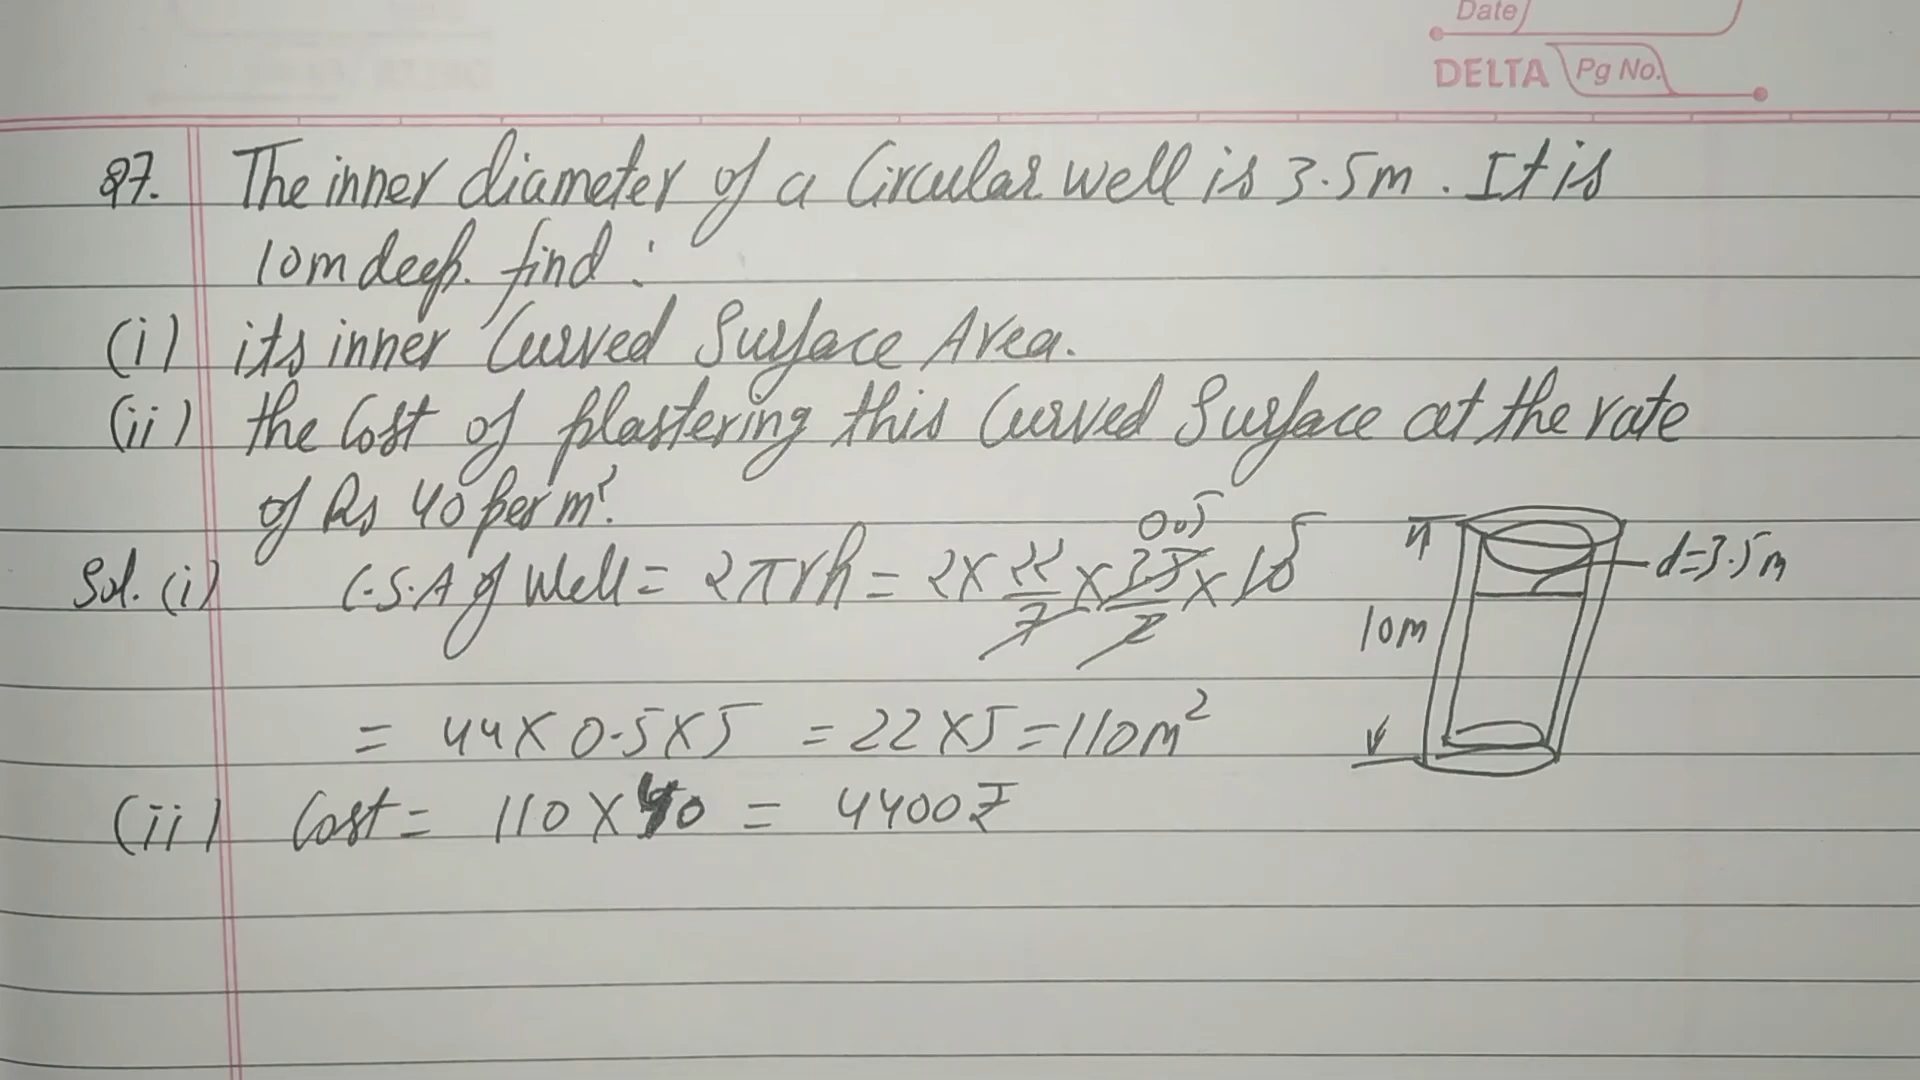 Date
DELTA Pg No.
Q7. The inner diameter of a Circular well is 3.5m. It is
10m deep. find :
(i) its inner Curved Surface Area.
(ii) the Cost of plastering this Curved Surface at the rate
of Rs 40 per m².
Sol. (i) C.S.A of Well = 2πrh = 2 × 22/7 × 3.5/2 × 10
0.5 5
d=3.5m
10m
= 44 × 0.5 × 5 = 22 × 5 = 110m²
(ii) Cost = 110 × 40 = 4400₹